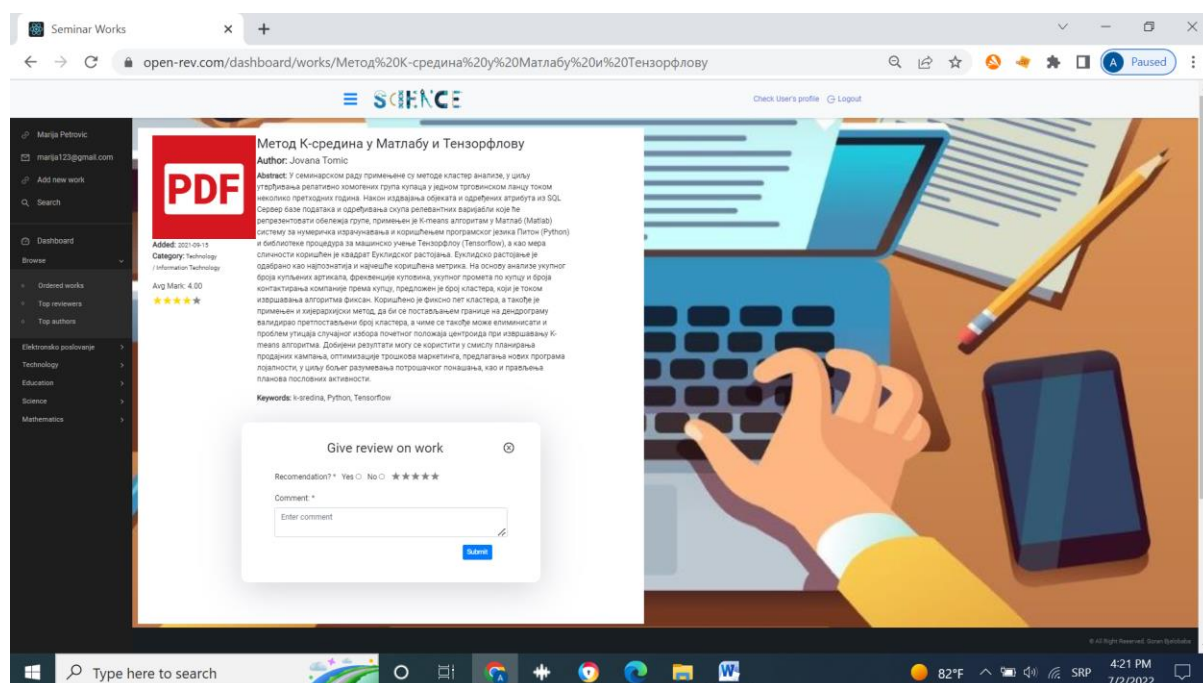 Seminar Works
open-rev.com/dashboard/works/Метод%20К-средина%20у%20Матлабу%20и%20Тензорфлову
A
Paused
SCIENCE
Check User's profile
Logout
Marija Petrovic
marija123@gmail.com
Add new work
Search
Dashboard
Browse
Ordered works
Top reviewers
Top authors
Elektronsko poslovanje
Technology
Education
Science
Mathematics
PDF
Added: 2021-09-15
Category: Technology
/ Information Technology
Avg Mark: 4.00
Метод К-средина у Матлабу и Тензорфлову
Author: Jovana Tomic
Abstract: У семинарском раду примењене су методе кластер анализе, у циљу
утврђивања релативно хомогених група купаца у једном трговинском ланцу током
неколико претходних година. Након издвајања објеката и одређивања атрибута из SQL
Сервер базе података и одређивања скупа релевантних варијабли које ће
репрезентовати обележја групе, примењен је K-means алгоритам у Матлаб (Matlab)
систему за нумеричка израчунавања и коришћењем програмског језика Питон (Python)
и библиотеке процедура за машинско учење Тензорфлоу (Tensorflow), а као мера
сличности коришћен је квадрат Еуклидског растојања. Еуклидско растојање је
одабрано као најпознатија и најчешће коришћена метрика. На основу анализе укупног
броја купљених артикала, фреквенције куповина, укупног промета по купцу и броја
контактирања компаније према купцу, предложен је број кластера, који је током
извршавања алгоритма фиксан. Коришћено је фиксно пет кластера, а такође је
примењен и хијерархијски метод, да би се постављањем границе на дендрограму
валидирао претпостављени број кластера, а чиме се такође може елиминисати и
проблем утицаја случајног избора почетног положаја центроида при извршавању K-
means алгоритма. Добијени резултати могу се користити у смислу планирања
продајних кампања, оптимизације трошкова маркетинга, предлагања нових програма
лојалности, у циљу бољег разумевања потрошачког понашања, као и прављења
планова пословних активности.
Keywords: k-sredina, Python, Tensorflow
Give review on work
Recomendation? * Yes No
Comment: *
Enter comment
Submit
© All Right Reserved. Goran Bjelobaba
Type here to search
82°F
SRP
4:21 PM
7/2/2022